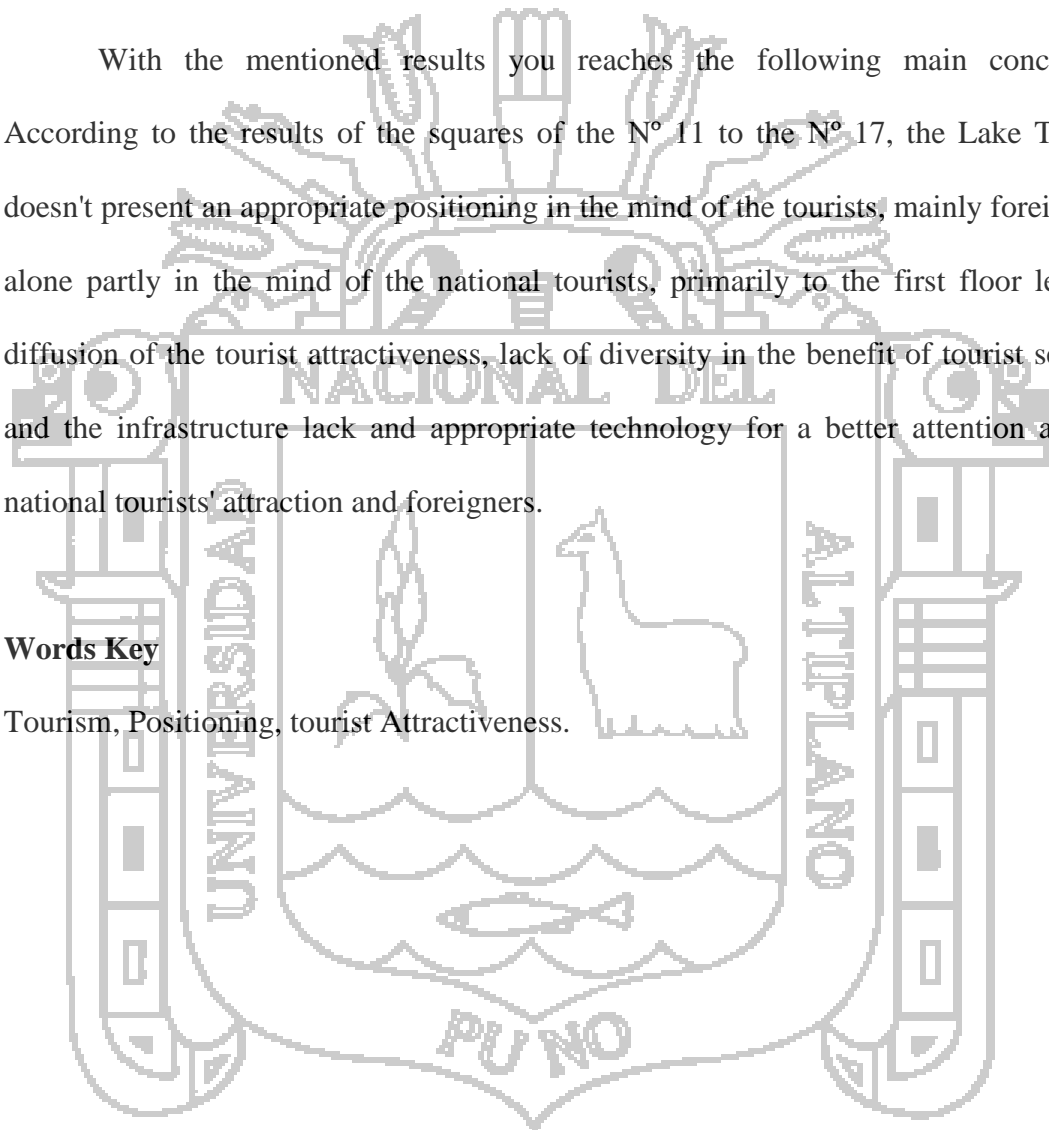 With the mentioned results you reaches the following main
According to the results of the squares of the Nº 11 to the Nº 17, the Lake
doesn't present an appropriate positioning in the mind of the tourists, mainly
alone partly in the mind of the national tourists, primarily to the first floor
diffusion of the tourist attractiveness, lack of diversity in the benefit of tourist
and the infrastructure lack and appropriate technology for a better attention
national tourists' attraction and foreigners.
Words Key
Tourism, Positioning, tourist Attractiveness.
NACIONAL DEL
UNIVERSIDAD
ALTIPLANO
PUNO